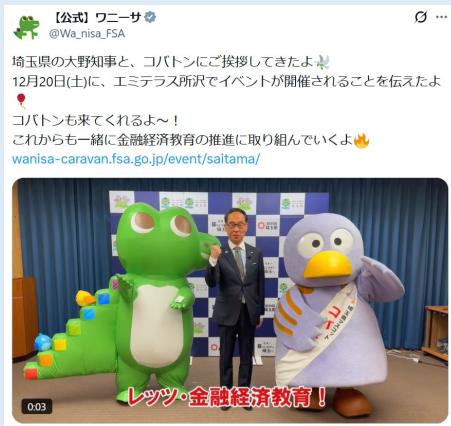 【公式】ワニーサ
@Wa_nisa_FSA
埼玉県の大野知事と、コバトンにご挨拶してきたよ🕊️
12月20日(土)に、エミテラス所沢でイベントが開催されることを伝えたよ
🎈
コバトンも来てくれるよ～！
これからも一緒に金融経済教育の推進に取り組んでいくよ🔥
wanisa-caravan.fsa.go.jp/event/saitama/
レッツ・金融経済教育！
0:03